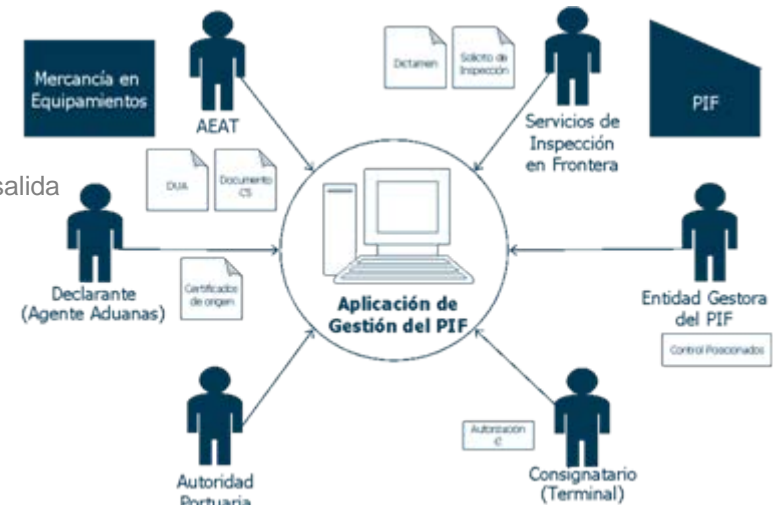 Mercancía en
Equipamientos
AEAT
Dictamen
Solicito de
Inspección
Servicios de
Inspección
en Frontera
PIF
salida
DUA
Documento
CS
Declarante
(Agente Aduanas)
Certificados
de origen
Aplicación de
Gestión del PIF
Entidad Gestora
del PIF
Control Posicionados
Autorización
Autoridad
Portuaria
Consignatario
(Terminal)